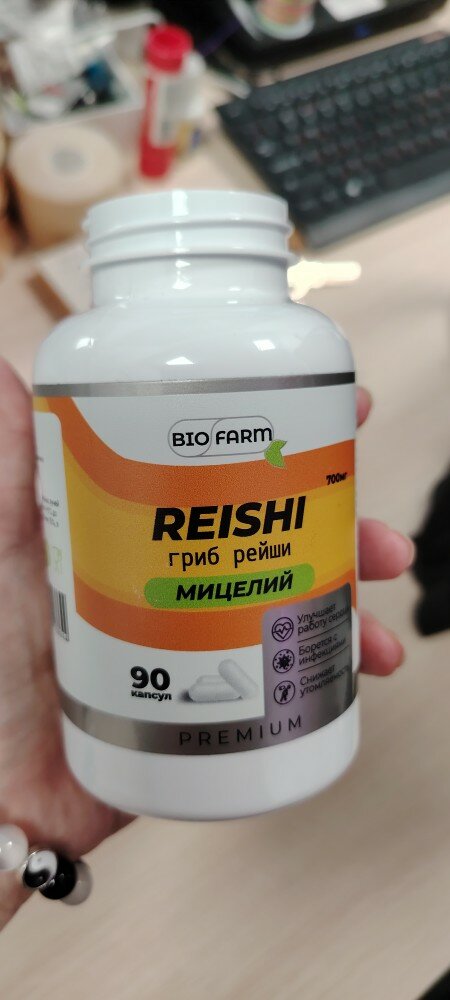 BIO FARM
700мг
REISHI
гриб рейши
МИЦЕЛИЙ
Улучшает
работу сердца
Борется с
инфекциями
Снижает
утомляемость
90
капсул
PREMIUM